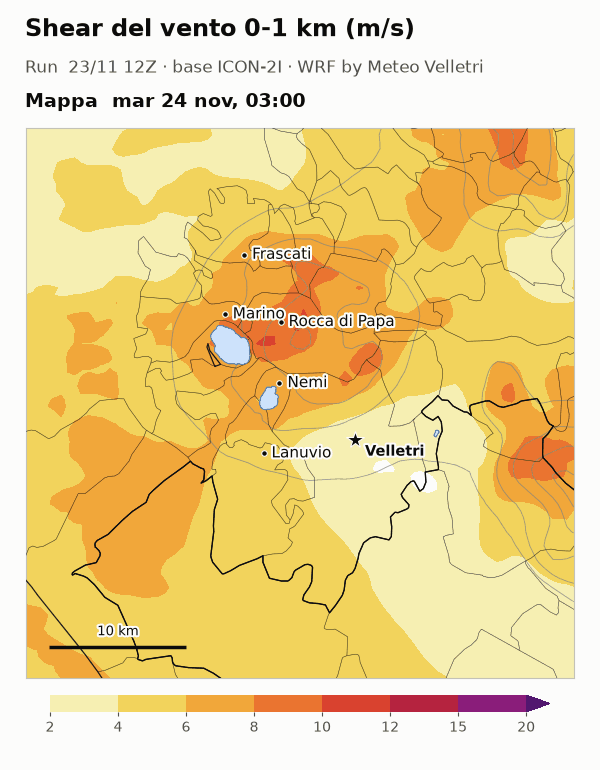 Shear del vento 0-1 km (m/s)
Run  23/11 12Z · base ICON-2I · WRF by Meteo Velletri
Mappa  mar 24 nov, 03:00
Frascati
Marino
Rocca di Papa
Nemi
Velletri
Lanuvio
10 km
2 4 6 8 10 12 15 20